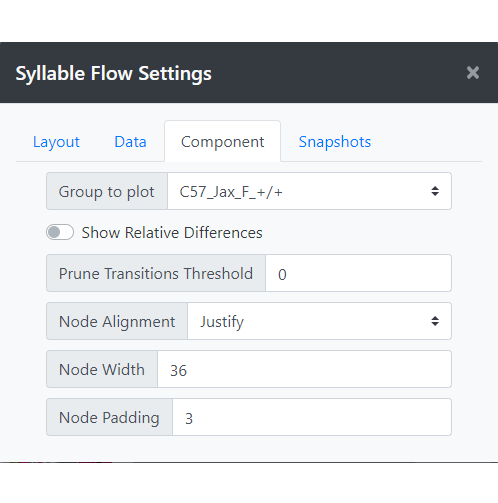 Syllable Flow Settings ×
Layout Data Component Snapshots
Group to plot C57_Jax_F_+/+
Show Relative Differences
Prune Transitions Threshold 0
Node Alignment Justify
Node Width 36
Node Padding 3